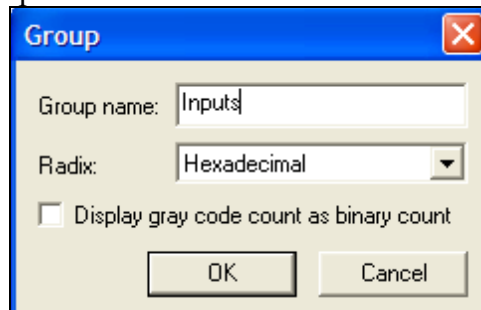 Group
Group name: Inputs
Radix: Hexadecimal
Display gray code count as binary count
OK Cancel